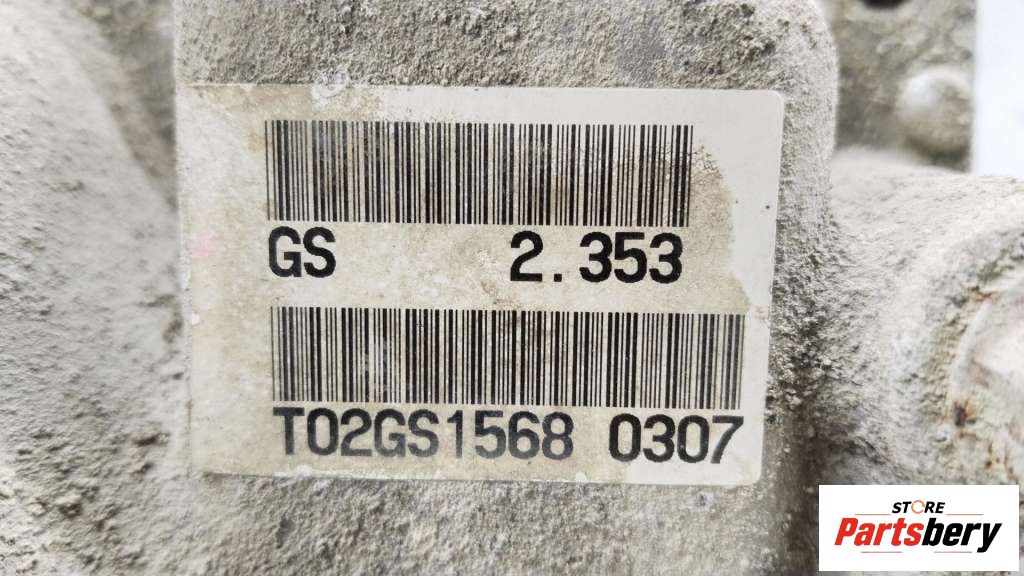 GS 2.353
T02GS1568 0307
STORE
Partsbery